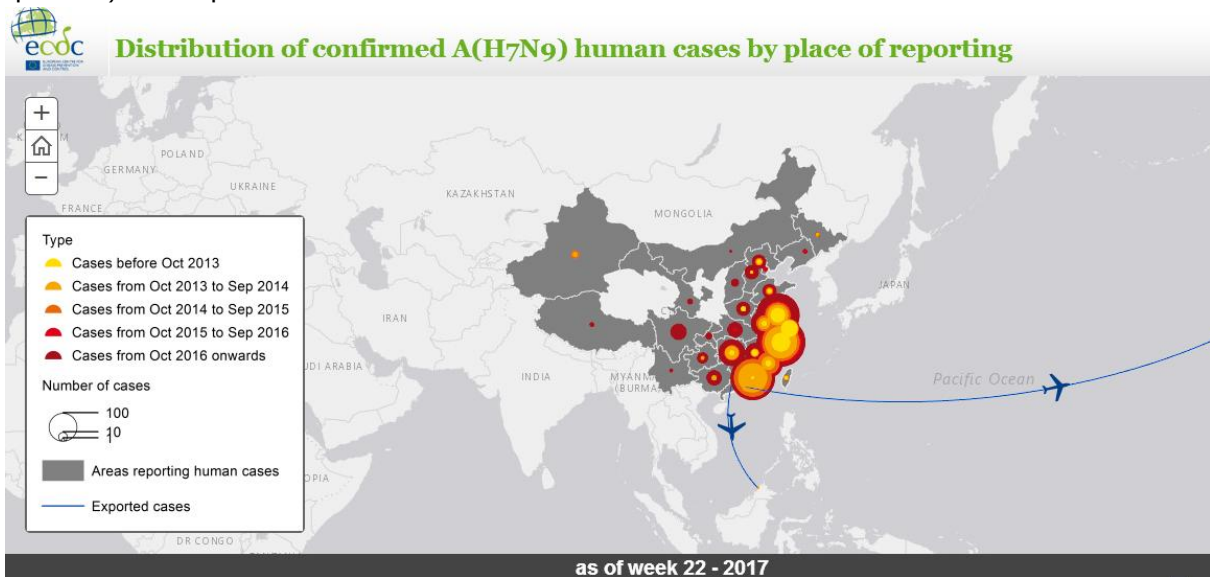 ecdc
Distribution of confirmed A(H7N9) human cases by place of reporting
+
−
POLAND
GERMANY
UKRAINE
FRANCE
KAZAKHSTAN
MONGOLIA
JAPAN
IRAN
INDIA
MYANM
(BURMA
Pacific Ocean
DR CONGO
Type
Cases before Oct 2013
Cases from Oct 2013 to Sep 2014
Cases from Oct 2014 to Sep 2015
Cases from Oct 2015 to Sep 2016
Cases from Oct 2016 onwards
Number of cases
100
10
1
Areas reporting human cases
Exported cases
as of week 22 - 2017